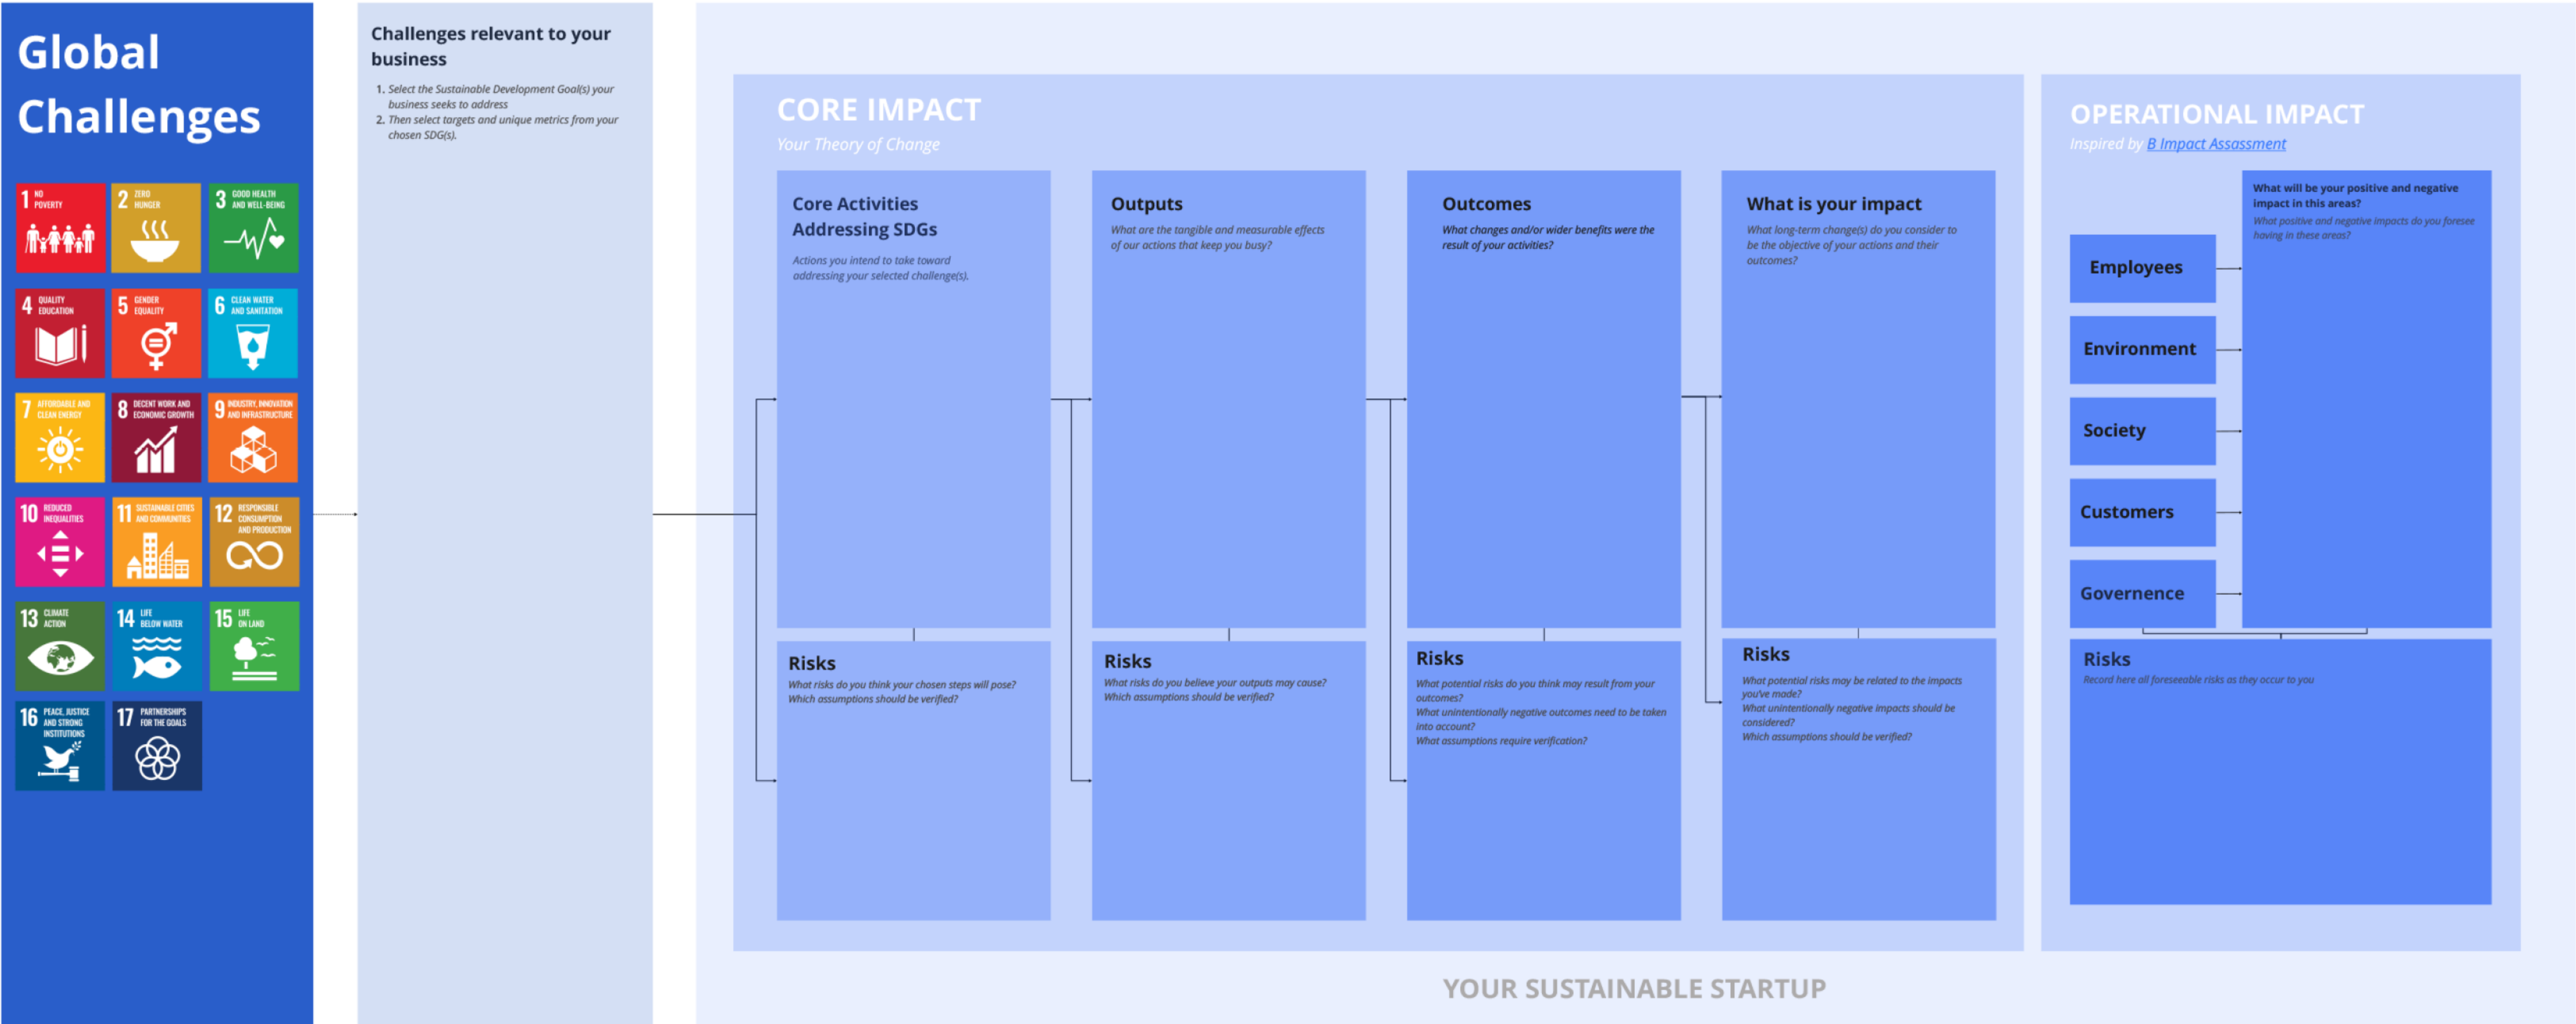 Global
Challenges
1 NO
POVERTY
2 ZERO
HUNGER
3 GOOD HEALTH
AND WELL-BEING
4 QUALITY
EDUCATION
5 GENDER
EQUALITY
6 CLEAN WATER
AND SANITATION
7 AFFORDABLE AND
CLEAN ENERGY
8 DECENT WORK AND
ECONOMIC GROWTH
9 INDUSTRY, INNOVATION
AND INFRASTRUCTURE
10 REDUCED
INEQUALITIES
11 SUSTAINABLE CITIES
AND COMMUNITIES
12 RESPONSIBLE
CONSUMPTION
AND PRODUCTION
13 CLIMATE
ACTION
14 LIFE
BELOW WATER
15 LIFE
ON LAND
16 PEACE, JUSTICE
AND STRONG
INSTITUTIONS
17 PARTNERSHIPS
FOR THE GOALS
Challenges relevant to your
business
1. Select the Sustainable Development Goal(s) your
business seeks to address
2. Then select targets and unique metrics from your
chosen SDG(s).
CORE IMPACT
Your Theory of Change
Core Activities
Addressing SDGs
Actions you intend to take toward
addressing your selected challenge(s).
Risks
What risks do you think your chosen steps will pose?
Which assumptions should be verified?
Outputs
What are the tangible and measurable effects
of our actions that keep you busy?
Risks
What risks do you believe your outputs may cause?
Which assumptions should be verified?
Outcomes
What changes and/or wider benefits were the
result of your activities?
Risks
What potential risks do you think may result from your
outcomes?
What unintentionally negative outcomes need to be taken
into account?
What assumptions require verification?
What is your impact
What long-term change(s) do you consider to
be the objective of your actions and their
outcomes?
Risks
What potential risks may be related to the impacts
you've made?
What unintentionally negative impacts should be
considered?
Which assumptions should be verified?
OPERATIONAL IMPACT
Inspired by B Impact Assassment
Employees
Environment
Society
Customers
Governence
What will be your positive and negative
impact in this areas?
What positive and negative impacts do you foresee
having in these areas?
Risks
Record here all foreseeable risks as they occur to you
YOUR SUSTAINABLE STARTUP